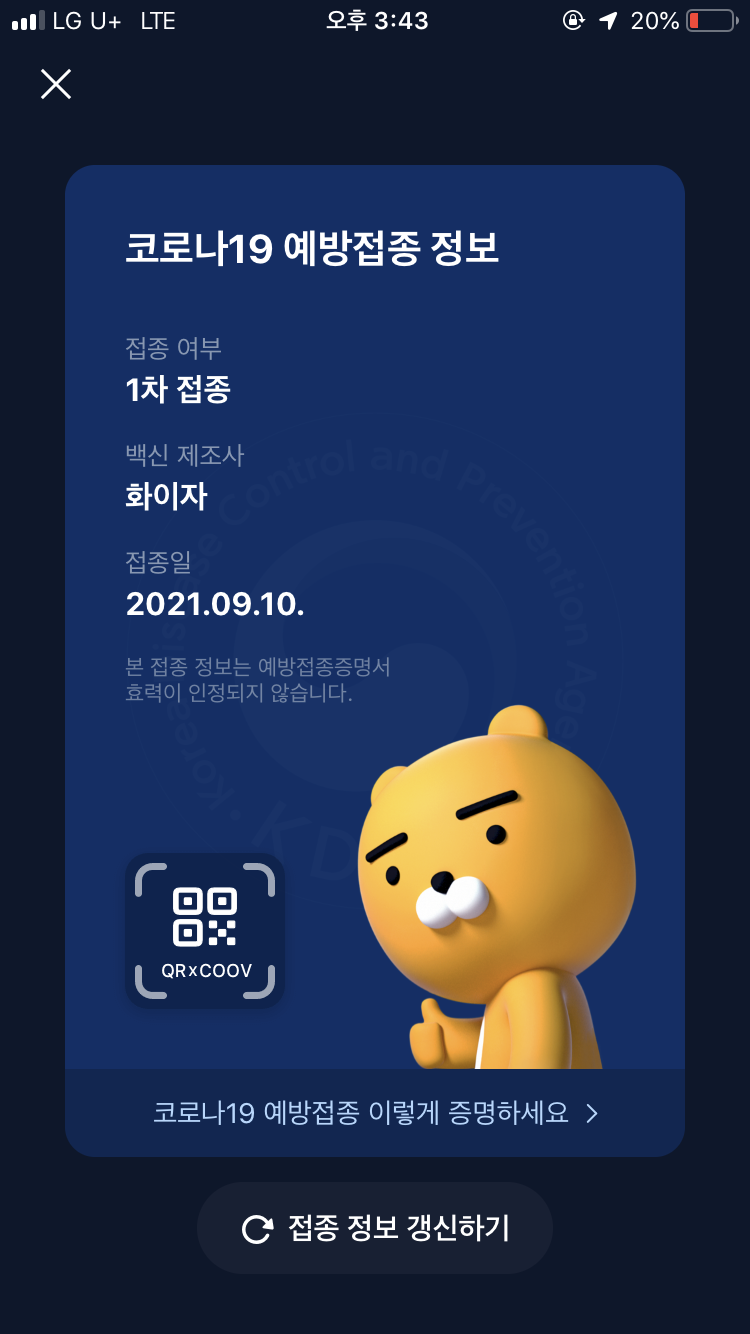 LG U+ LTE 오후 3:43 20%
코로나19 예방접종 정보
접종 여부
1차 접종
백신 제조사
화이자
접종일
2021.09.10.
본 접종 정보는 예방접종증명서
효력이 인정되지 않습니다.
Korea Disease Control and Prevention Age
KD
QRxCOOV
코로나19 예방접종 이렇게 증명하세요 >
접종 정보 갱신하기